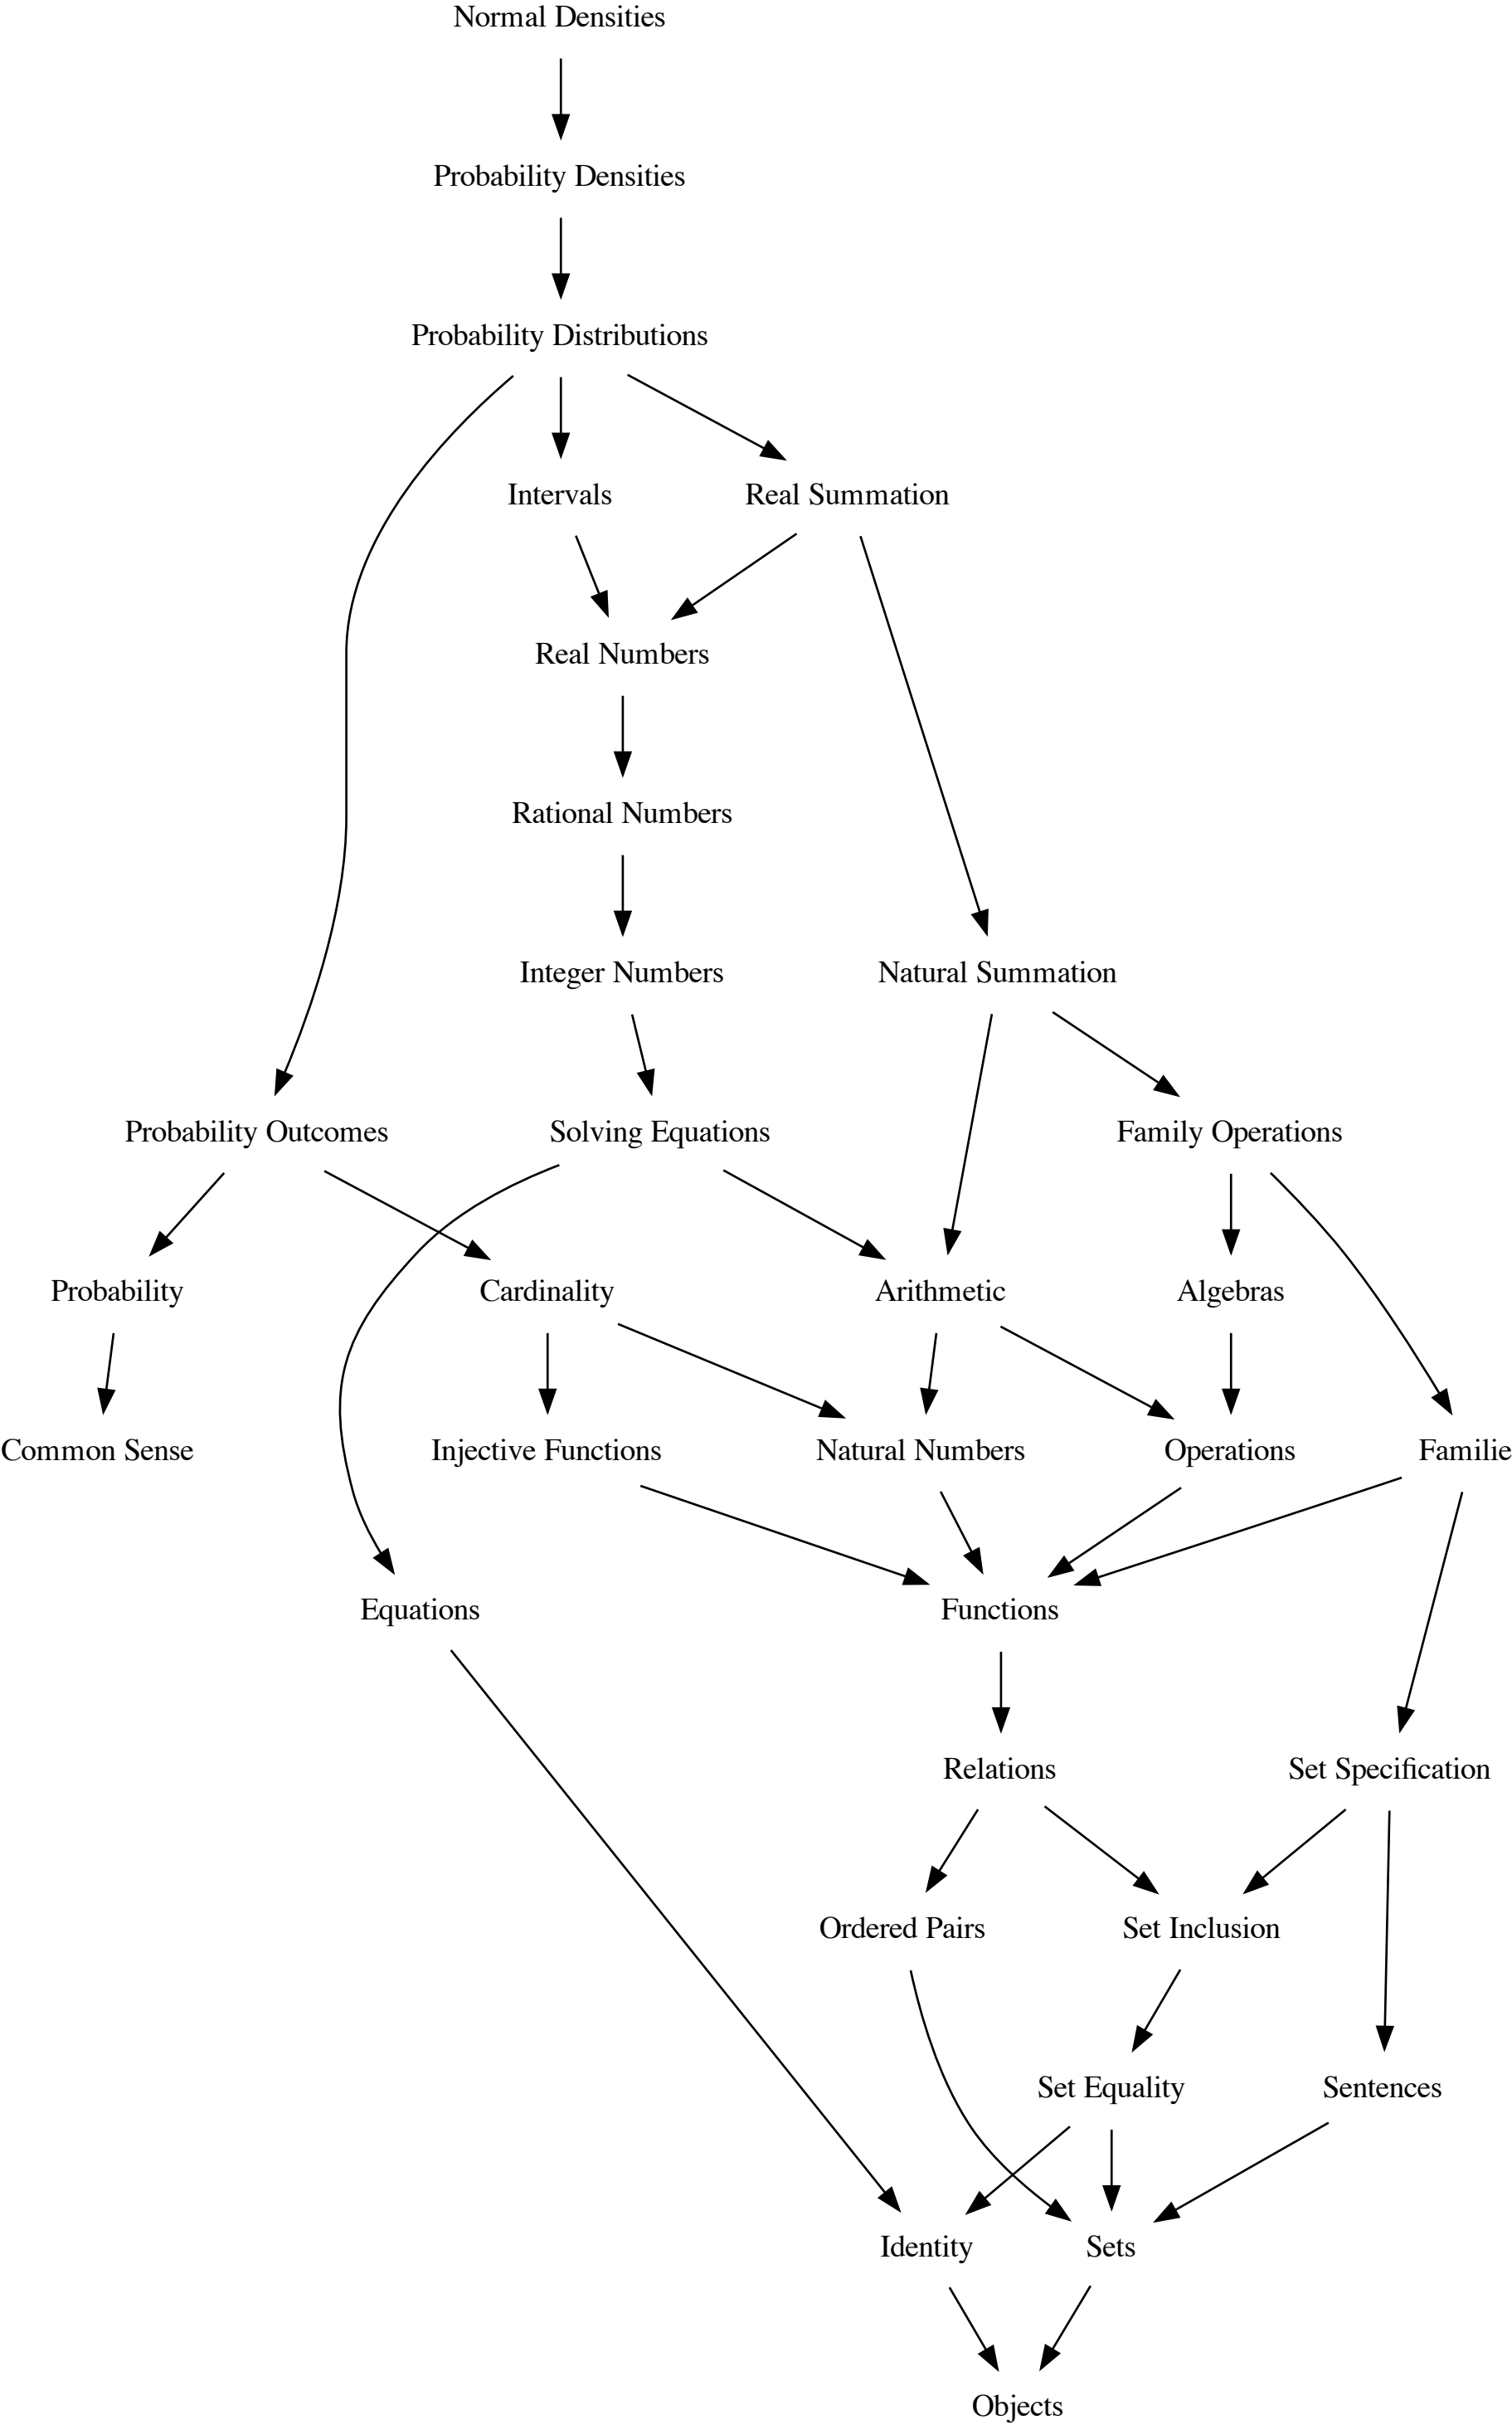 Normal Densities
Probability Densities
Probability Distributions
Intervals
Real Summation
Real Numbers
Rational Numbers
Integer Numbers
Natural Summation
Probability Outcomes
Solving Equations
Family Operations
Probability
Cardinality
Arithmetic
Algebras
Common Sense
Injective Functions
Natural Numbers
Operations
Familie
Equations
Functions
Relations
Set Specification
Ordered Pairs
Set Inclusion
Set Equality
Sentences
Identity
Sets
Objects